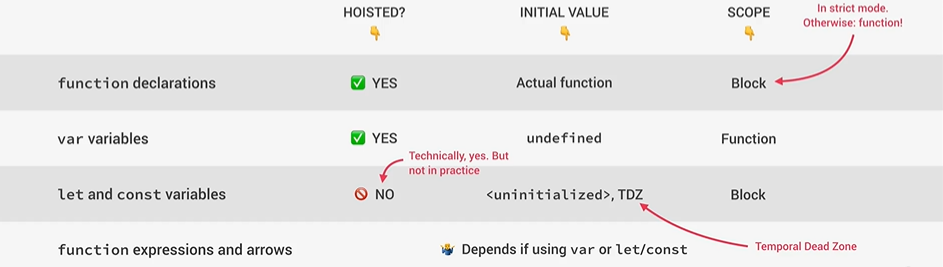 HOISTED? INITIAL VALUE SCOPE
In strict mode.
Otherwise: function!
function declarations YES Actual function Block
var variables YES undefined Function
Technically, yes. But
not in practice
let and const variables NO <uninitialized>, TDZ Block
function expressions and arrows Depends if using var or let/const
Temporal Dead Zone